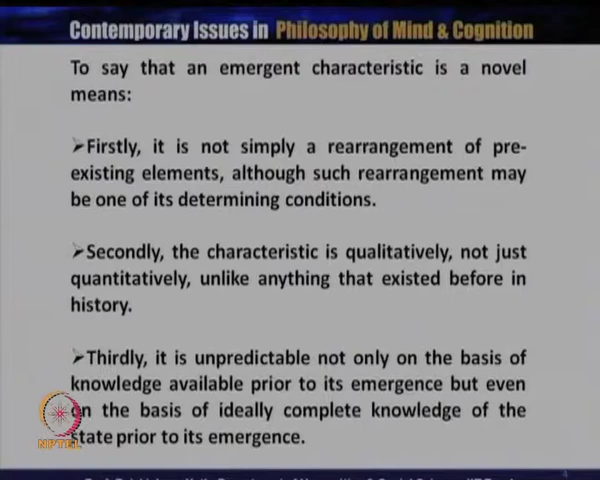 Contemporary Issues in Philosophy of Mind & Cognition
To say that an emergent characteristic is a novel
means:
➢Firstly, it is not simply a rearrangement of pre-
existing elements, although such rearrangement may
be one of its determining conditions.
➢Secondly, the characteristic is qualitatively, not just
quantitatively, unlike anything that existed before in
history.
➢Thirdly, it is unpredictable not only on the basis of
knowledge available prior to its emergence but even
on the basis of ideally complete knowledge of the
state prior to its emergence.
NPTEL
4